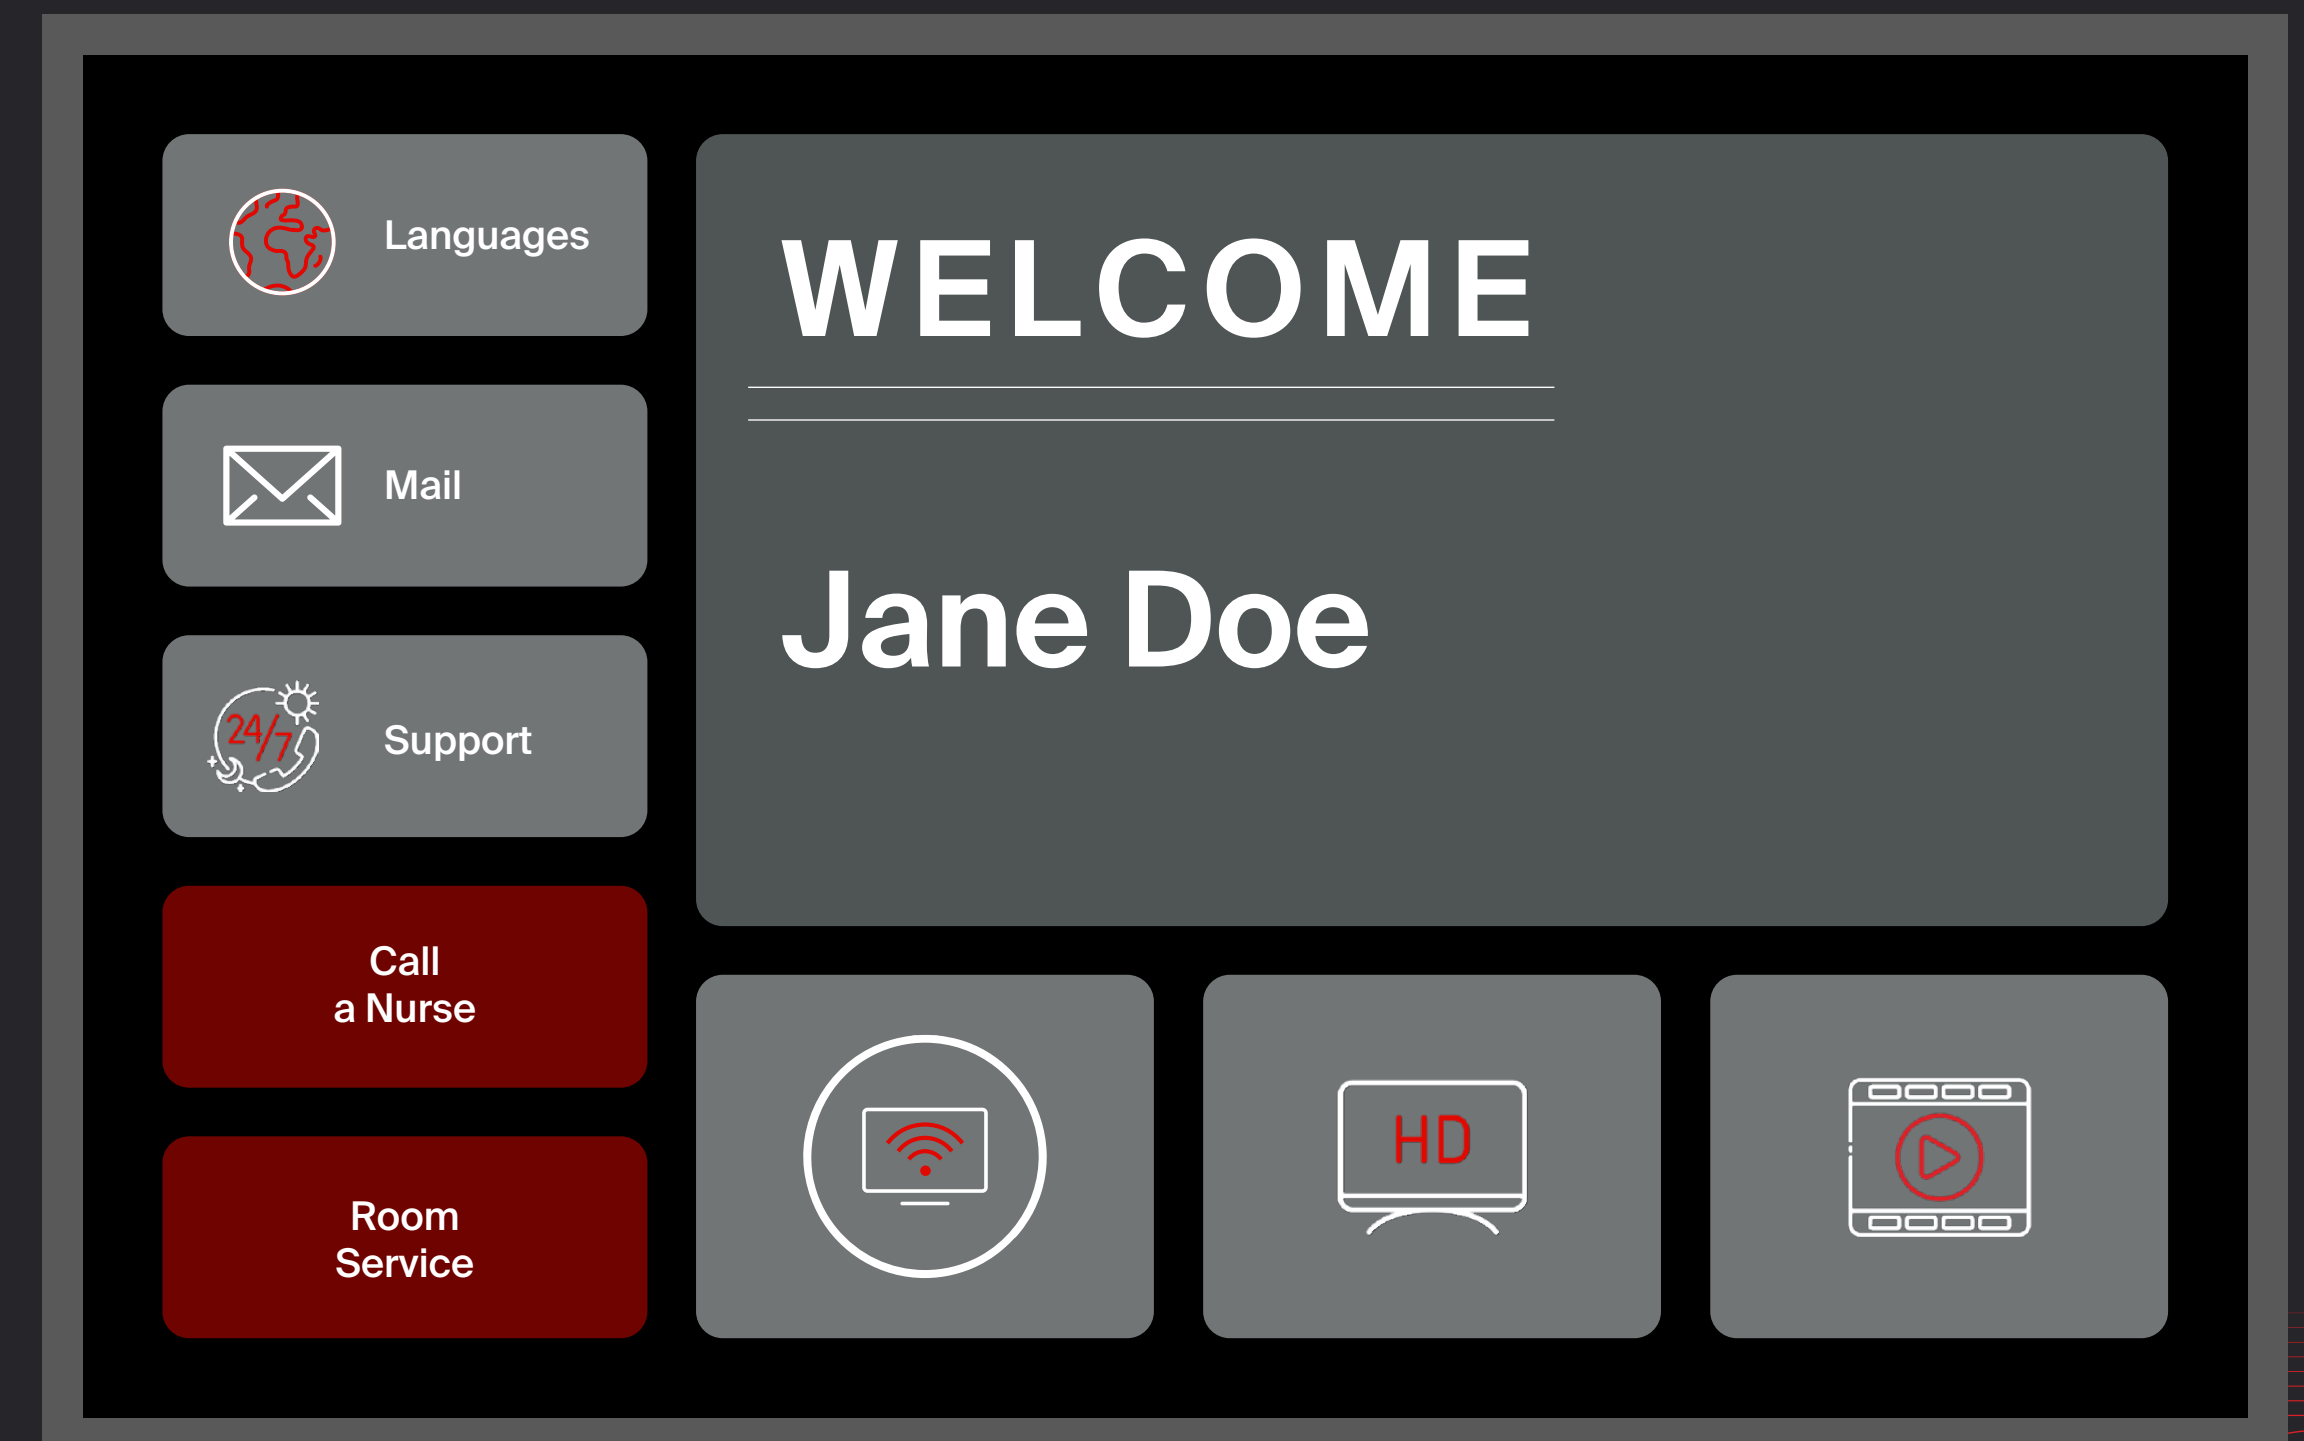 Languages
Mail
24/7
Support
Call
a Nurse
Room
Service
WELCOME
Jane Doe
HD